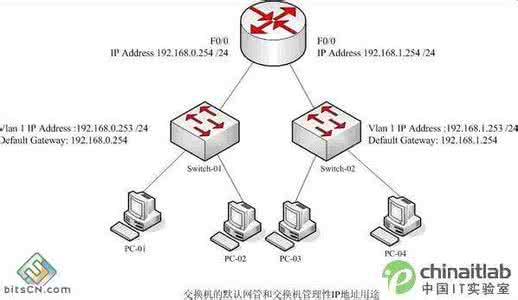 F0/0
IP Address 192.168.0.254 /24
F0/0
IP Address 192.168.1.254 /24
Vlan 1 IP Address :192.168.0.253 /24
Default Gateway: 192.168.0.254
Vlan 1 IP Address :192.168.1.253 /24
Default Gateway: 192.168.1.254
Switch-01
Switch-02
PC-01
PC-02
PC-03
PC-04
bitsCN.com
chinaitlab
中国IT实验室
交换机的默认网管和交换机管理性IP地址用途